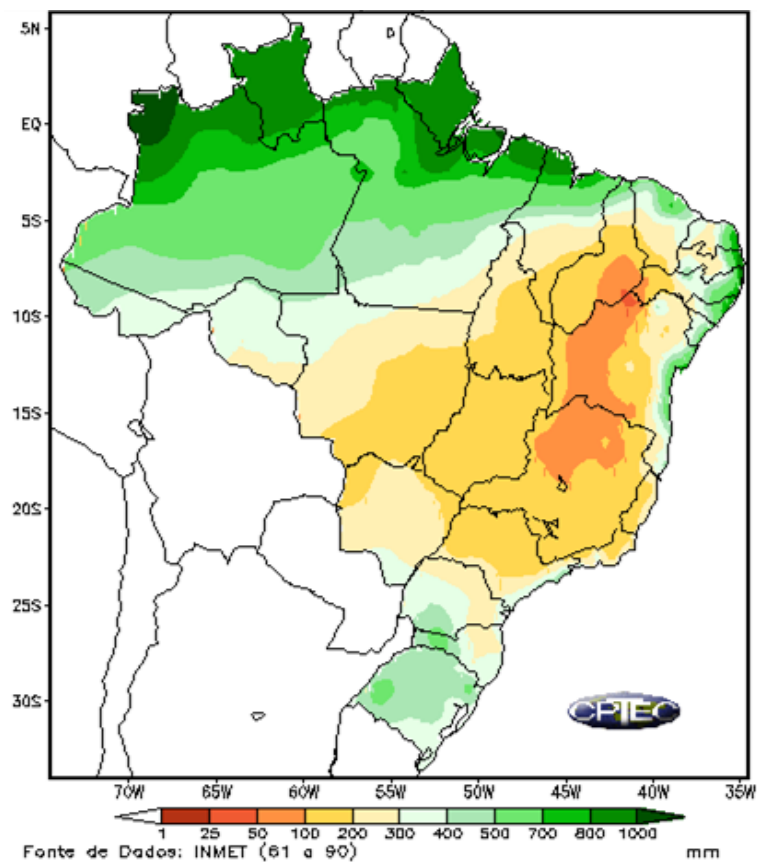 5N
EQ
5S
10S
15S
20S
25S
30S
CPTEC
70W 65W 60W 55W 50W 45W 40W 35W
1 25 50 100 200 300 400 500 700 800 1000
Fonte de Dados: INMET (61 a 90) mm